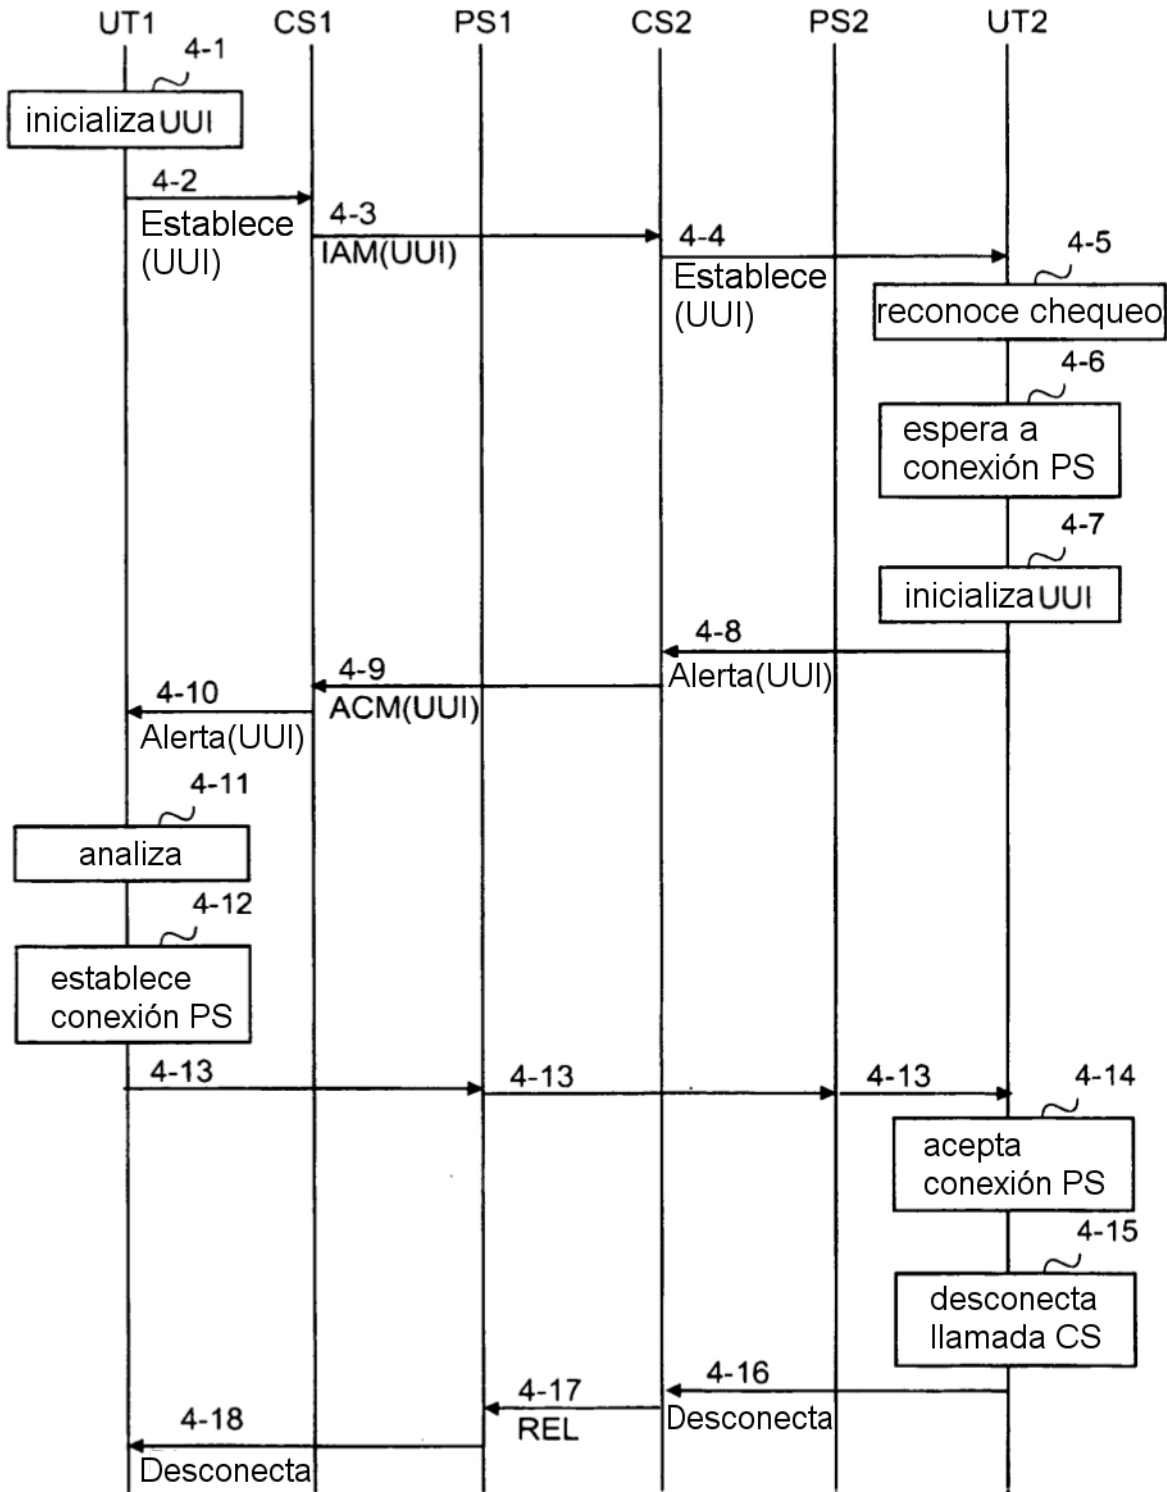 UT1 CS1 PS1 CS2 PS2 UT2
4-1
inicializa UUI
4-2
Establece
(UUI)
4-3
IAM(UUI)
4-4
Establece
(UUI)
4-5
reconoce chequeo
4-6
espera a
conexión PS
4-7
inicializa UUI
4-8
Alerta(UUI)
4-9
ACM(UUI)
4-10
Alerta(UUI)
4-11
analiza
4-12
establece
conexión PS
4-13 4-13 4-13
4-14
acepta
conexión PS
4-15
desconecta
llamada CS
4-16
Desconecta
4-17
REL
4-18
Desconecta